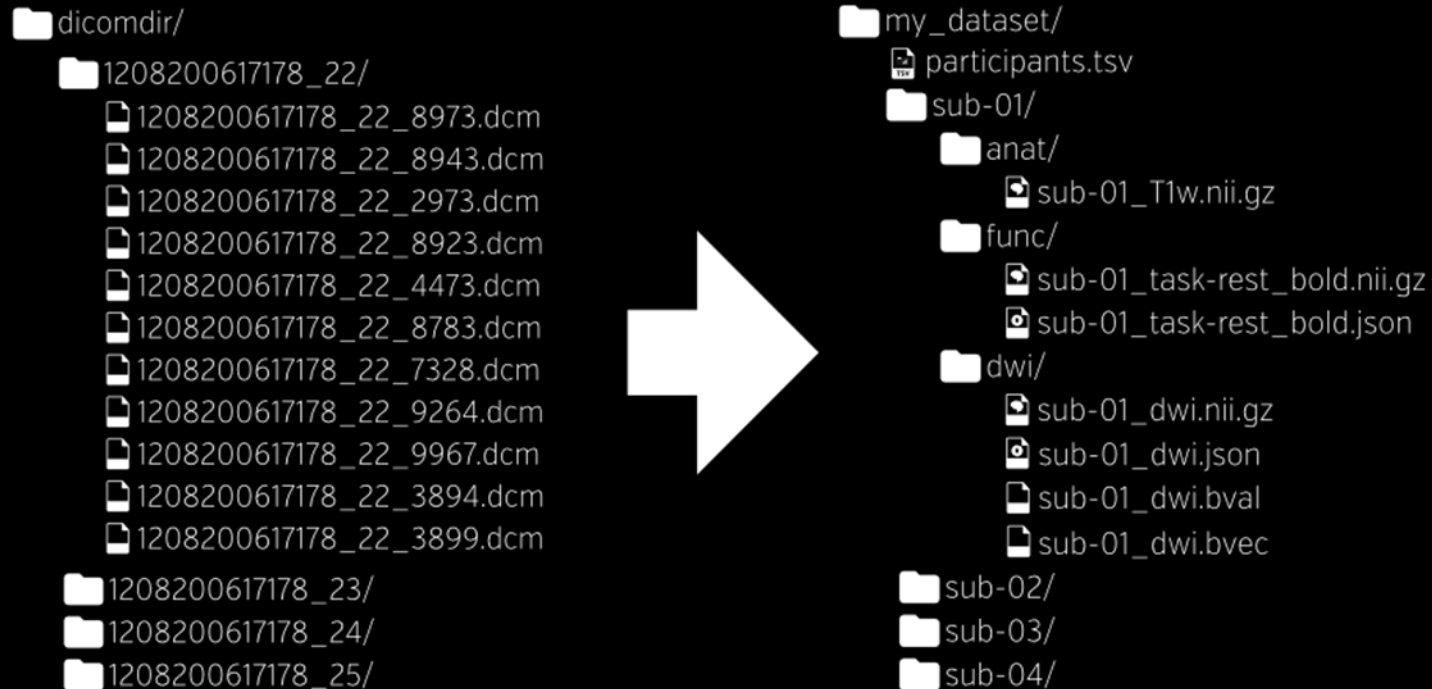 dicomdir/
1208200617178_22/
1208200617178_22_8973.dcm
1208200617178_22_8943.dcm
1208200617178_22_2973.dcm
1208200617178_22_8923.dcm
1208200617178_22_4473.dcm
1208200617178_22_8783.dcm
1208200617178_22_7328.dcm
1208200617178_22_9264.dcm
1208200617178_22_9967.dcm
1208200617178_22_3894.dcm
1208200617178_22_3899.dcm
1208200617178_23/
1208200617178_24/
1208200617178_25/
my_dataset/
TSV participants.tsv
sub-01/
anat/
sub-01_T1w.nii.gz
func/
sub-01_task-rest_bold.nii.gz
sub-01_task-rest_bold.json
dwi/
sub-01_dwi.nii.gz
sub-01_dwi.json
sub-01_dwi.bval
sub-01_dwi.bvec
sub-02/
sub-03/
sub-04/